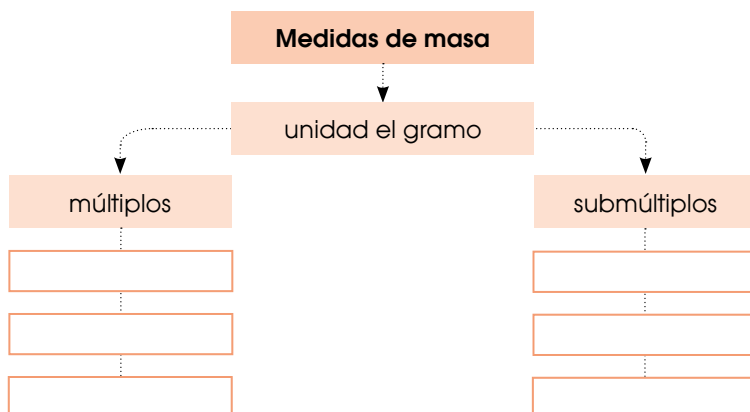 Medidas de masa
unidad el gramo
múltiplos
submúltiplos